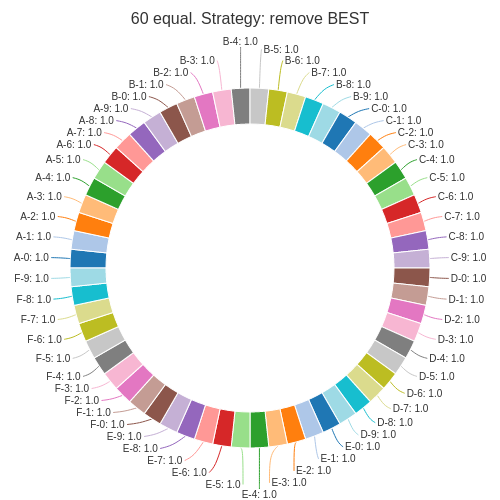 60 equal. Strategy: remove BEST
B-4: 1.0
B-5: 1.0
B-6: 1.0
B-7: 1.0
B-8: 1.0
B-9: 1.0
C-0: 1.0
C-1: 1.0
C-2: 1.0
C-3: 1.0
C-4: 1.0
C-5: 1.0
C-6: 1.0
C-7: 1.0
C-8: 1.0
C-9: 1.0
D-0: 1.0
D-1: 1.0
D-2: 1.0
D-3: 1.0
D-4: 1.0
D-5: 1.0
D-6: 1.0
D-7: 1.0
D-8: 1.0
D-9: 1.0
E-0: 1.0
E-1: 1.0
E-2: 1.0
E-3: 1.0
E-4: 1.0
E-5: 1.0
E-6: 1.0
E-7: 1.0
E-8: 1.0
E-9: 1.0
F-0: 1.0
F-1: 1.0
F-2: 1.0
F-3: 1.0
F-4: 1.0
F-5: 1.0
F-6: 1.0
F-7: 1.0
F-8: 1.0
F-9: 1.0
A-0: 1.0
A-1: 1.0
A-2: 1.0
A-3: 1.0
A-4: 1.0
A-5: 1.0
A-6: 1.0
A-7: 1.0
A-8: 1.0
A-9: 1.0
B-0: 1.0
B-1: 1.0
B-2: 1.0
B-3: 1.0